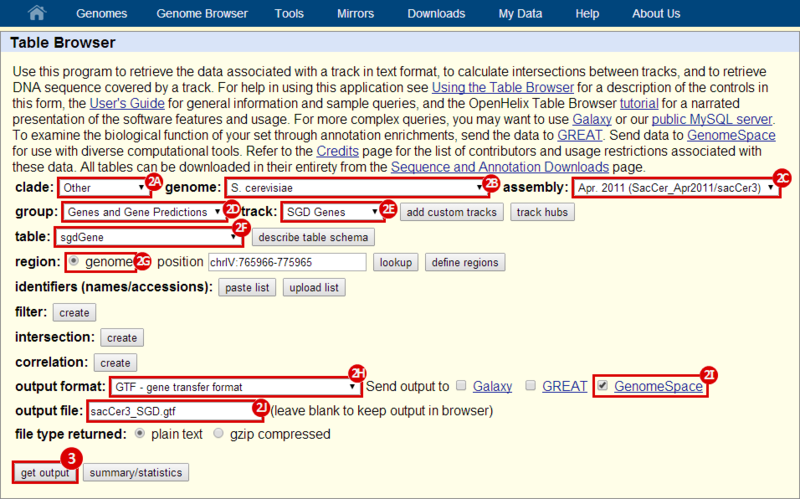 Genomes Genome Browser Tools Mirrors Downloads My Data Help About Us
Table Browser
Use this program to retrieve the data associated with a track in text format, to calculate intersections between tracks, and to retrieve
DNA sequence covered by a track. For help in using this application see Using the Table Browser for a description of the controls in
this form, the User's Guide for general information and sample queries, and the OpenHelix Table Browser tutorial for a narrated
presentation of the software features and usage. For more complex queries, you may want to use Galaxy or our public MySQL server.
To examine the biological function of your set through annotation enrichments, send the data to GREAT. Send data to GenomeSpace
for use with diverse computational tools. Refer to the Credits page for the list of contributors and usage restrictions associated with
these data. All tables can be downloaded in their entirety from the Sequence and Annotation Downloads page.
clade: Other 2A genome: S. cerevisiae 2B assembly: Apr. 2011 (SacCer_Apr2011/sacCer3) 2C
group: Genes and Gene Predictions 2D track: SGD Genes 2E add custom tracks track hubs
table: sgdGene 2F describe table schema
region: genome 2G position chrIV:765966-775965 lookup define regions
identifiers (names/accessions): paste list upload list
filter: create
intersection: create
correlation: create
output format: GTF - gene transfer format 2H Send output to Galaxy GREAT GenomeSpace 2I
output file: sacCer3_SGD.gtf 2J (leave blank to keep output in browser)
file type returned: plain text gzip compressed
get output 3 summary/statistics